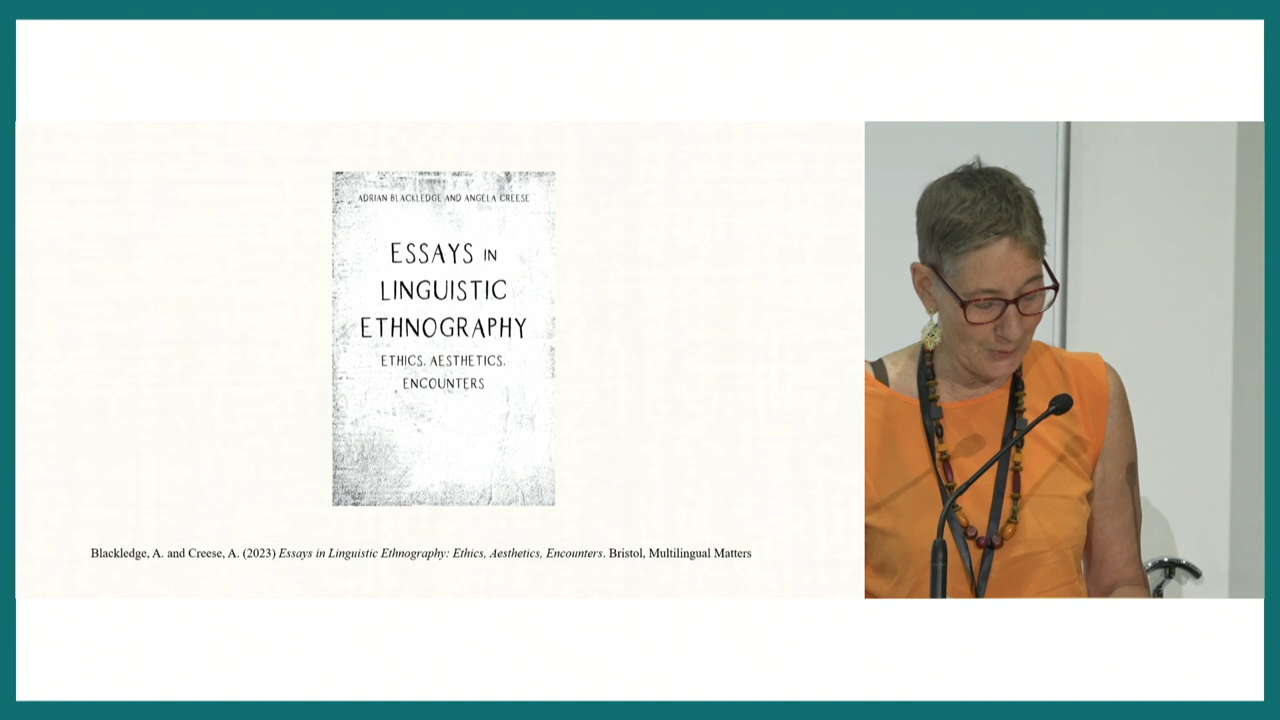 ADRIAN BLACKLEDGE AND ANGELA CREESE
ESSAYS IN
LINGUISTIC
ETHNOGRAPHY
ETHICS. AESTHETICS.
ENCOUNTERS
Blackledge, A. and Creese, A. (2023) Essays in Linguistic Ethnography: Ethics, Aesthetics, Encounters. Bristol, Multilingual Matters